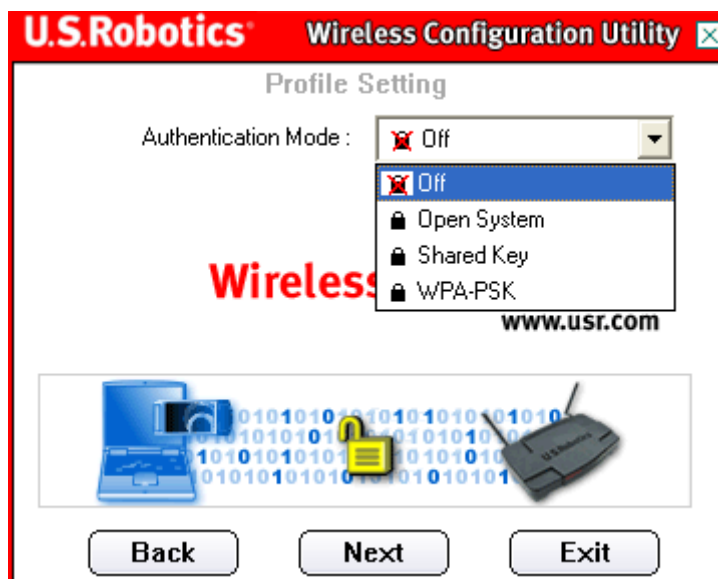 U.S.Robotics® Wireless Configuration Utility
Profile Setting
Authentication Mode : Off
Off
Open System
Shared Key
WPA-PSK
Wireless
www.usr.com
U.S.Robotics
Back Next Exit